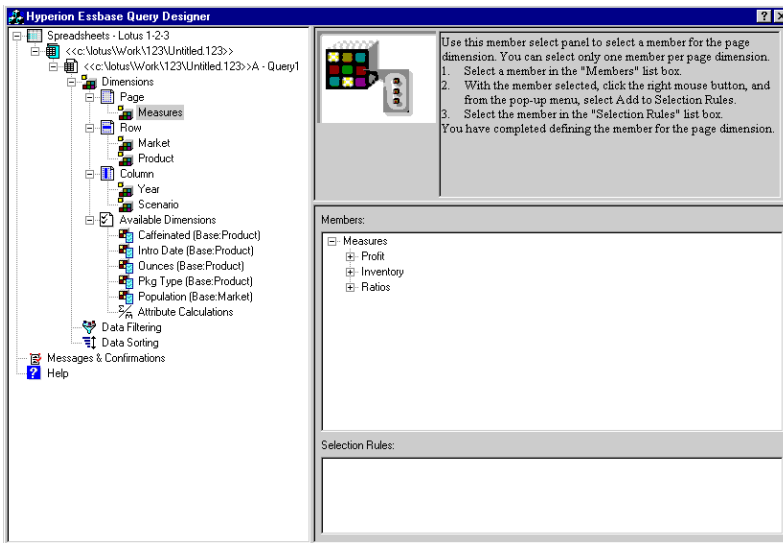 Hyperion Essbase Query Designer
Spreadsheets - Lotus 1-2-3
<<c:\lotus\Work\123\Untitled.123>>
<<c:\lotus\Work\123\Untitled.123>>A - Query1
Dimensions
Page
Measures
Row
Market
Product
Column
Year
Scenario
Available Dimensions
Caffeinated (Base:Product)
Intro Date (Base:Product)
Ounces (Base:Product)
Pkg Type (Base:Product)
Population (Base:Market)
Attribute Calculations
Data Filtering
Data Sorting
Messages & Confirmations
Help
Use this member select panel to select a member for the page
dimension. You can select only one member per page dimension.
1. Select a member in the "Members" list box.
2. With the member selected, click the right mouse button, and
from the pop-up menu, select Add to Selection Rules.
3. Select the member in the "Selection Rules" list box.
You have completed defining the member for the page dimension.
Members:
Measures
Profit
Inventory
Ratios
Selection Rules: